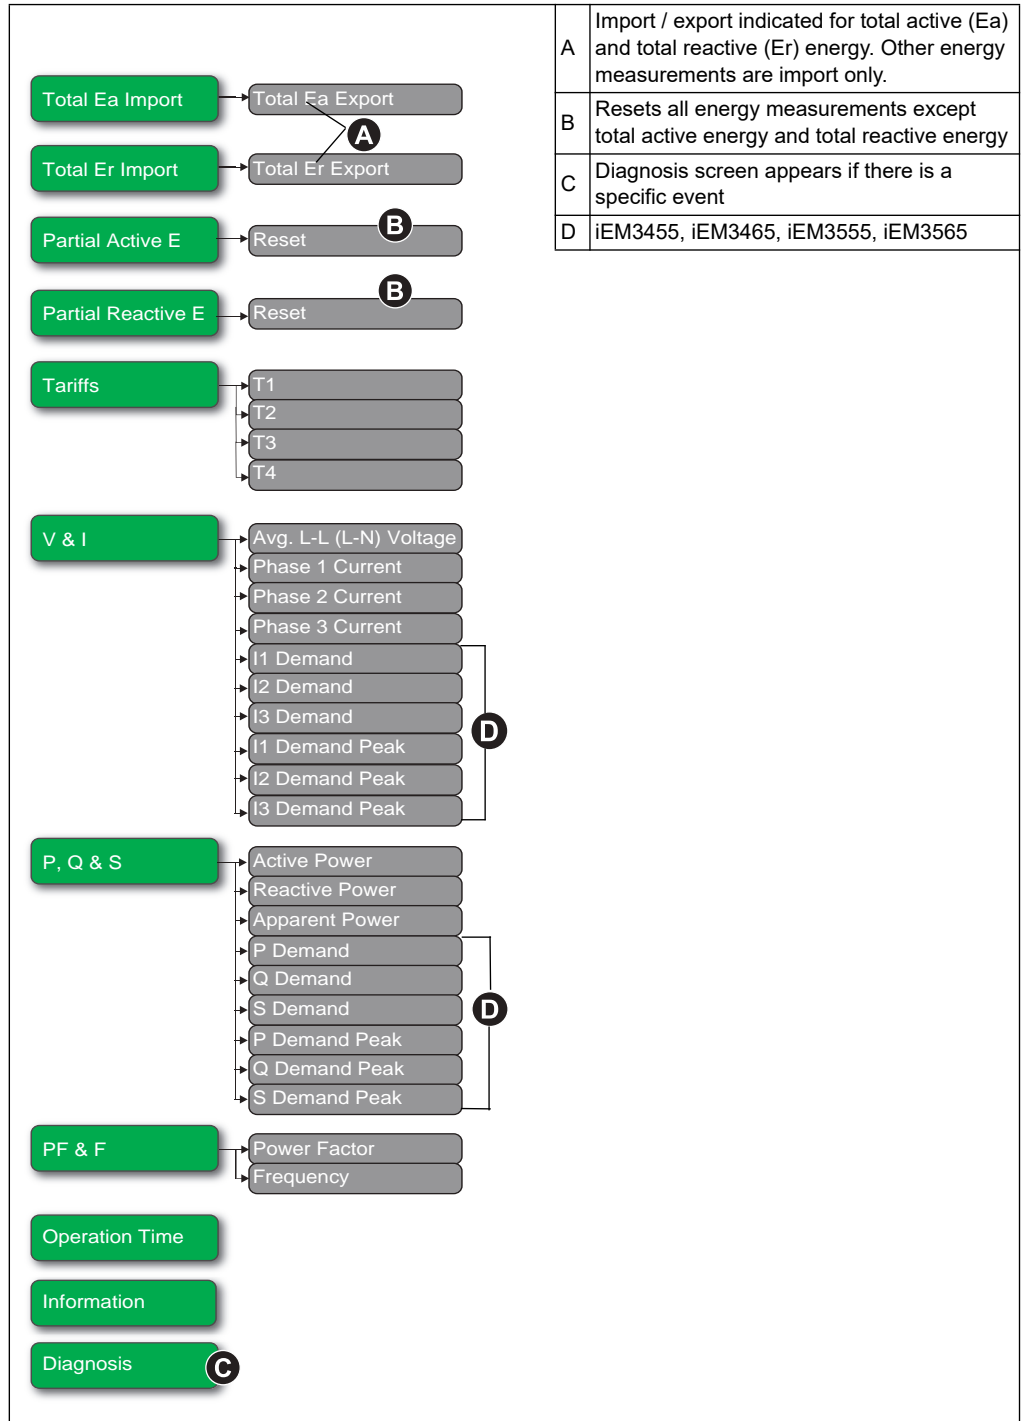 A
Import / export indicated for total active (Ea)
and total reactive (Er) energy. Other energy
measurements are import only.
B
Resets all energy measurements except
total active energy and total reactive energy
C
Diagnosis screen appears if there is a
specific event
D
iEM3455, iEM3465, iEM3555, iEM3565
Total Ea Import
Total Ea Export
A
Total Er Import
Total Er Export
Partial Active E
Reset
B
Partial Reactive E
Reset
B
Tariffs
T1
T2
T3
T4
V & I
Avg. L-L (L-N) Voltage
Phase 1 Current
Phase 2 Current
Phase 3 Current
I1 Demand
I2 Demand
I3 Demand
D
I1 Demand Peak
I2 Demand Peak
I3 Demand Peak
P, Q & S
Active Power
Reactive Power
Apparent Power
P Demand
Q Demand
S Demand
D
P Demand Peak
Q Demand Peak
S Demand Peak
PF & F
Power Factor
Frequency
Operation Time
Information
Diagnosis
C